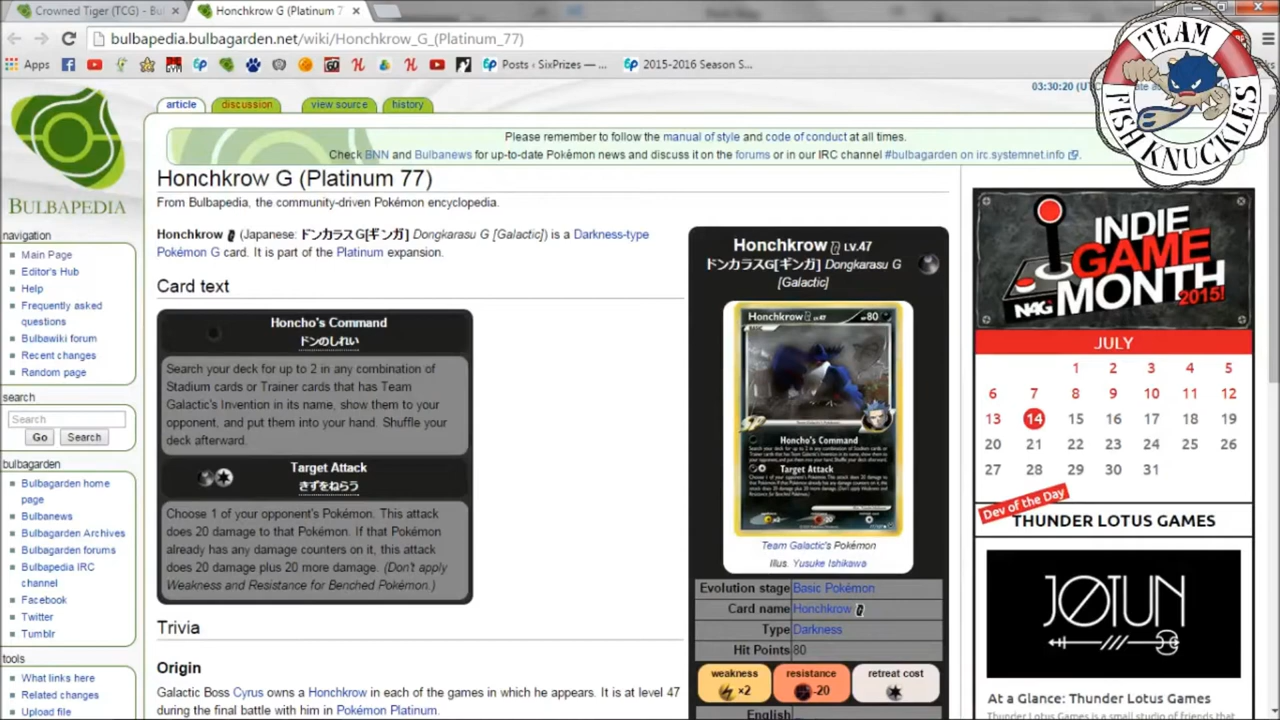 Crowned Tiger (TCG) - Bul
Honchkrow G (Platinum 7
bulbapedia.bulbagarden.net/wiki/Honchkrow_G_(Platinum_77)
Apps
Posts ‹ SixPrizes — ...
2015-2016 Season S...
TEAM
FISH KNUCKLES
03:30:20
article
discussion
view source
history
Please remember to follow the manual of style and code of conduct at all times.
Check BNN and Bulbanews for up-to-date Pokémon news and discuss it on the forums or in our IRC channel #bulbagarden on irc.systemnet.info
BULBAPEDIA
navigation
Main Page
Editor's Hub
Help
Frequently asked
questions
Bulbawiki forum
Recent changes
Random page
search
Search
Go
Search
bulbagarden
Bulbagarden home
page
Bulbanews
Bulbagarden Archives
Bulbagarden forums
Bulbapedia IRC
channel
Facebook
Twitter
Tumblr
tools
What links here
Related changes
Upload file
Honchkrow G (Platinum 77)
From Bulbapedia, the community-driven Pokémon encyclopedia.
Honchkrow G (Japanese: ドンカラスG[ギンガ] Dongkarasu G [Galactic]) is a Darkness-type
Pokémon G card. It is part of the Platinum expansion.
Card text
Honcho's Command
ドンのしれい
Search your deck for up to 2 in any combination of
Stadium cards or Trainer cards that has Team
Galactic's Invention in its name, show them to your
opponent, and put them into your hand. Shuffle your
deck afterward.
Target Attack
きずをねらう
Choose 1 of your opponent's Pokémon. This attack
does 20 damage to that Pokémon. If that Pokémon
already has any damage counters on it, this attack
does 20 damage plus 20 more damage. (Don't apply
Weakness and Resistance for Benched Pokémon.)
Trivia
Origin
Galactic Boss Cyrus owns a Honchkrow in each of the games in which he appears. It is at level 47
during the final battle with him in Pokémon Platinum.
Honchkrow G LV.47
ドンカラスG[ギンガ] Dongkarasu G
[Galactic]
Honchkrow G
80
Honcho's Command
Target Attack
Team Galactic's Pokémon
Illus. Yusuke Ishikawa
Evolution stage Basic Pokémon
Card name Honchkrow G
Type Darkness
Hit Points 80
weakness
×2
resistance
-20
retreat cost
English
INDIE
GAME
MONTH
2015!
N4G
JULY
1 2 3 4 5
6 7 8 9 10 11 12
13 14 15 16 17 18 19
20 21 22 23 24 25 26
27 28 29 30 31
Dev of the Day
THUNDER LOTUS GAMES
JOTUN
At a Glance: Thunder Lotus Games
Thunder Lotus Games is a small studio of friends that